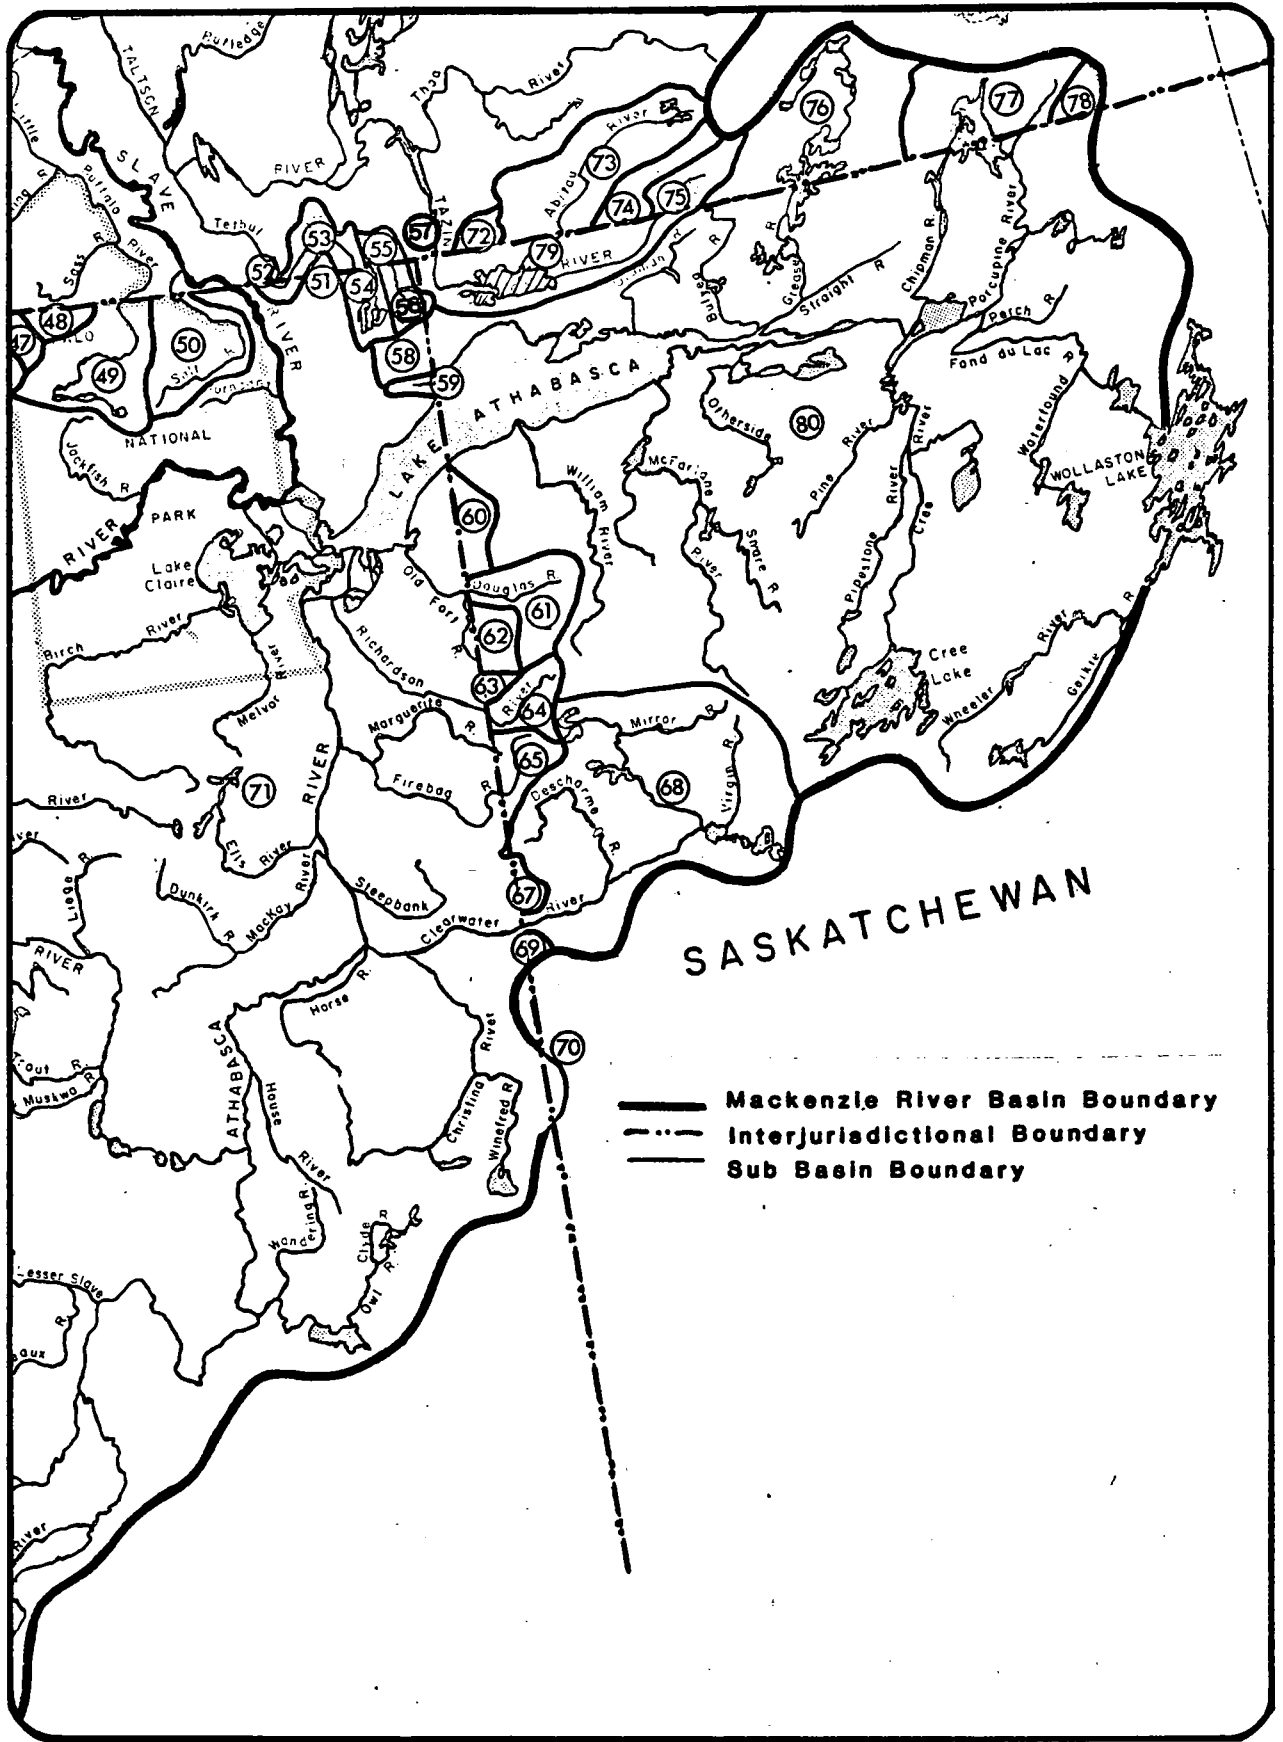 Rutledge
TALTSON
Thoa
River
76
77
78
River
73
Abitau
74
75
RIVER
SLAVE
Buffalo
River
Sass
R
Tethul
TAZIN
57
72
79
RIVER
53
55
52
51
54
56
48
47
49
50
Salt
R
RIVER
58
59
LAKE ATHABASCA
Grease
R
Straight
R
Chipman R.
Porcupine
River
Perch
R
Fond du Lac
R
Waterfound
WOLLASTON
LAKE
Otherside
R
80
Pine
River
River
Cree
Pipestone
River
McFarlane
River
Snare R
William
River
NATIONAL
PARK
Jackfish
R
RIVER
Lake
Claire
Birch
River
River
Melvor
Old Fort
R.
60
Douglas R.
61
62
63
River
64
65
Richardson
Marguerite
R.
Firebag
R
Descharme
R.
Mirror
R
68
Virgin R.
Cree
Lake
Wheeler
River
Geikie
R
71
River
RIVER
Ells
River
Dunkirk
R
MacKay
River
Liege
R
RIVER
Steepbank
Clearwater
River
67
69
70
SASKATCHEWAN
Horse
R.
ATHABASCA
House
River
River
Christina
Winefred R
Trout
R
Muskwa
R
Wandering R.
Clyde
R
Owl
R.
Lesser Slave
R.
River
Mackenzie River Basin Boundary
Interjurisdictional Boundary
Sub Basin Boundary